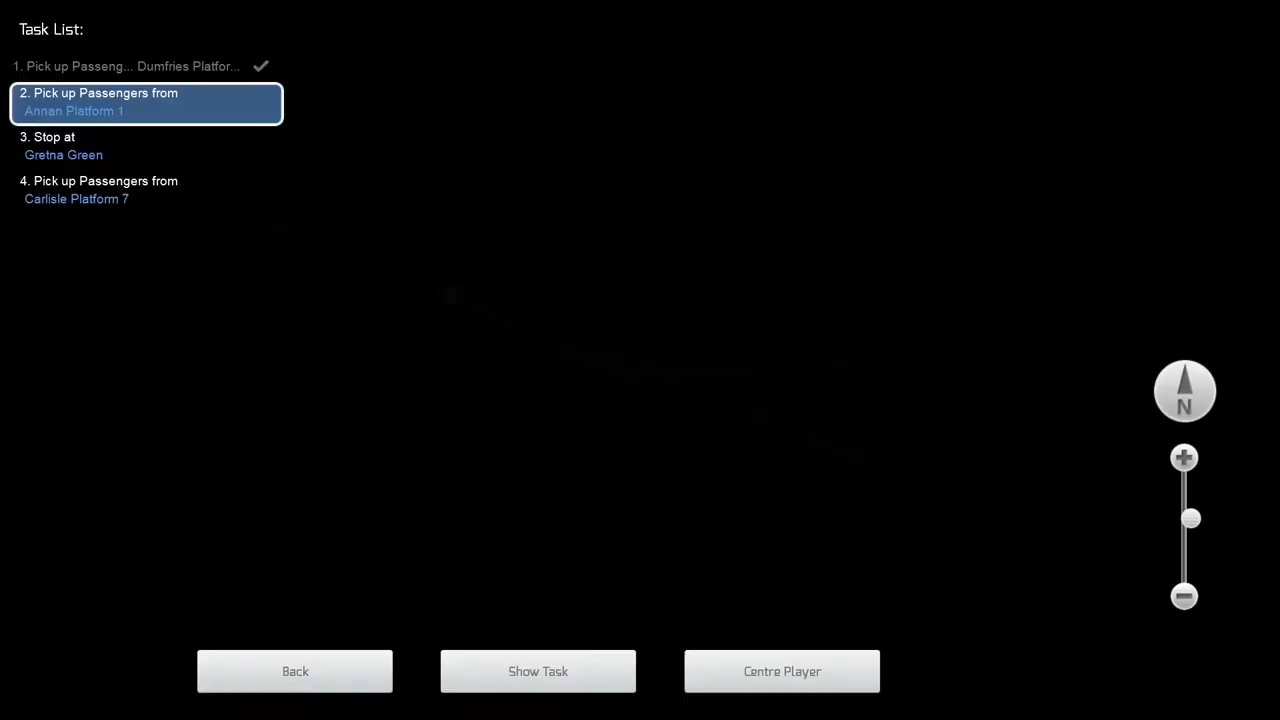 Task List:
1. Pick up Passeng... Dumfries Platfor...
2. Pick up Passengers from
Annan Platform 1
3. Stop at
Gretna Green
4. Pick up Passengers from
Carlisle Platform 7
N
Back
Show Task
Centre Player